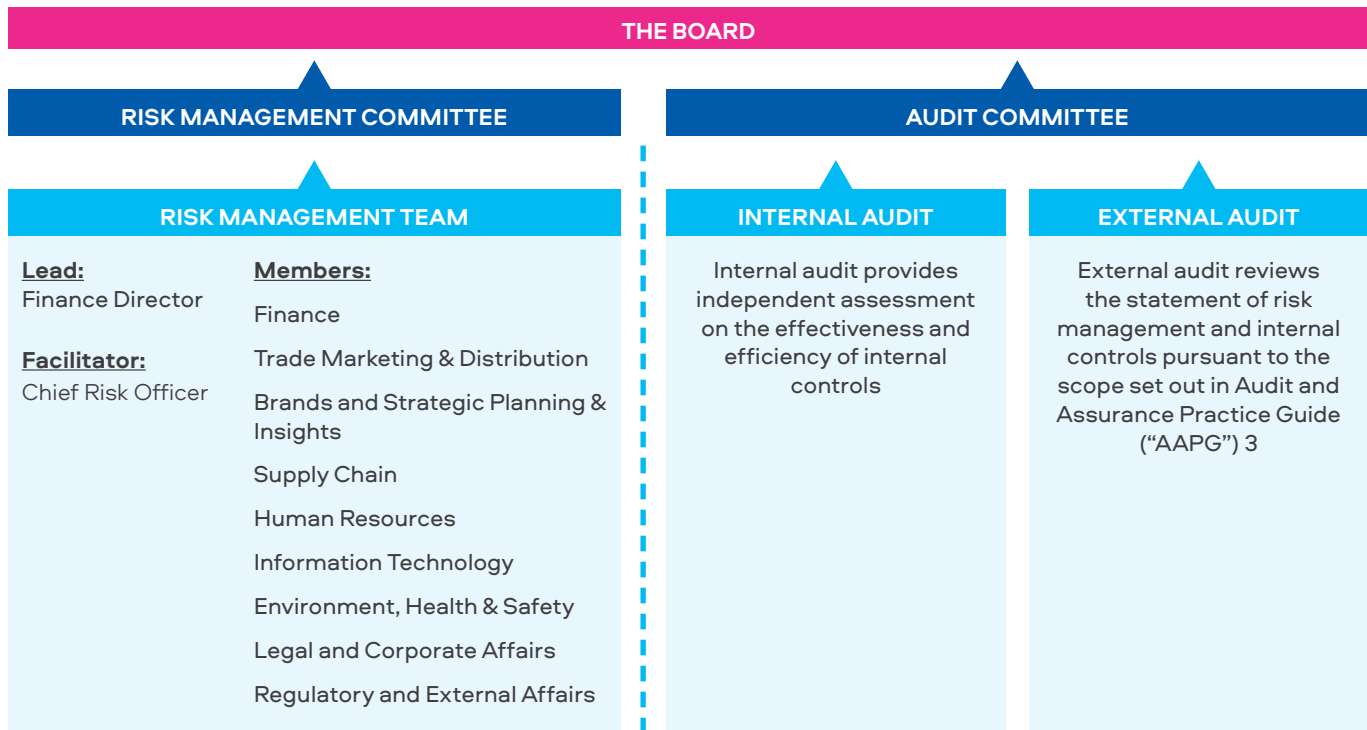 THE BOARD
RISK MANAGEMENT COMMITTEE
AUDIT COMMITTEE
RISK MANAGEMENT TEAM
Lead:
Finance Director
Facilitator:
Chief Risk Officer
Members:
Finance
Trade Marketing & Distribution
Brands and Strategic Planning &
Insights
Supply Chain
Human Resources
Information Technology
Environment, Health & Safety
Legal and Corporate Affairs
Regulatory and External Affairs
INTERNAL AUDIT
Internal audit provides
independent assessment
on the effectiveness and
efficiency of internal
controls
EXTERNAL AUDIT
External audit reviews
the statement of risk
management and internal
controls pursuant to the
scope set out in Audit and
Assurance Practice Guide
(“AAPG”) 3